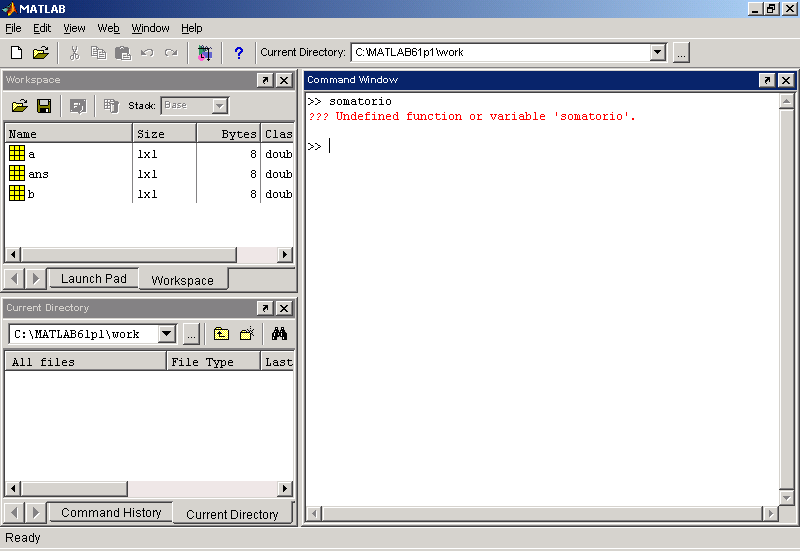 MATLAB
File Edit View Web Window Help
Current Directory: C:\MATLAB61p1\work ...
Workspace
Stack: Base
Name Size Bytes Clas
a 1x1 8 doub
ans 1x1 8 doub
b 1x1 8 doub
Launch Pad Workspace
Current Directory
C:\MATLAB61p1\work ...
All files File Type Last
Command History Current Directory
Command Window
>> somatorio
??? Undefined function or variable 'somatorio'.
>>
Ready